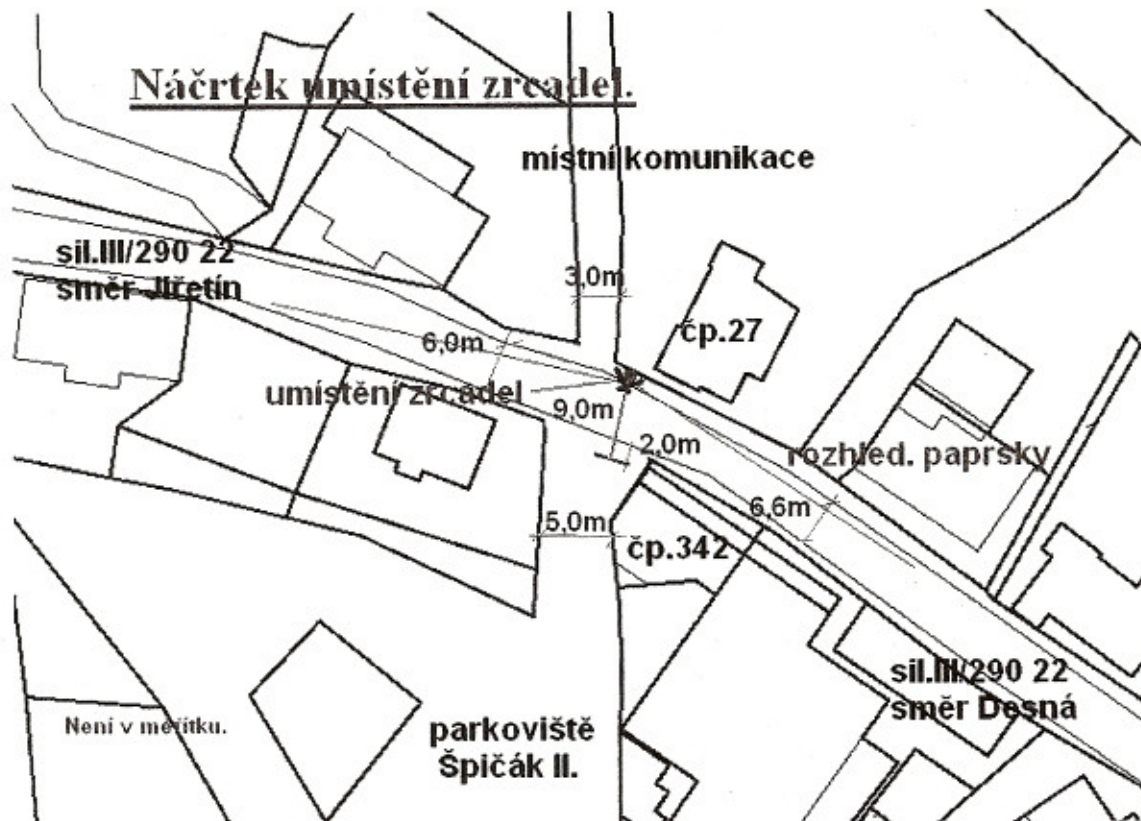 Náčrtek umístění zrcadel.
místní komunikace
sil.III/290 22
směr Jiřetín
3,0m
čp.27
6,0m
umístění zrcadel
9,0m
2,0m
rozhled. paprsky
6,6m
5,0m
čp.342
sil.III/290 22
směr Desná
Není v měřítku.
parkoviště
Špičák II.